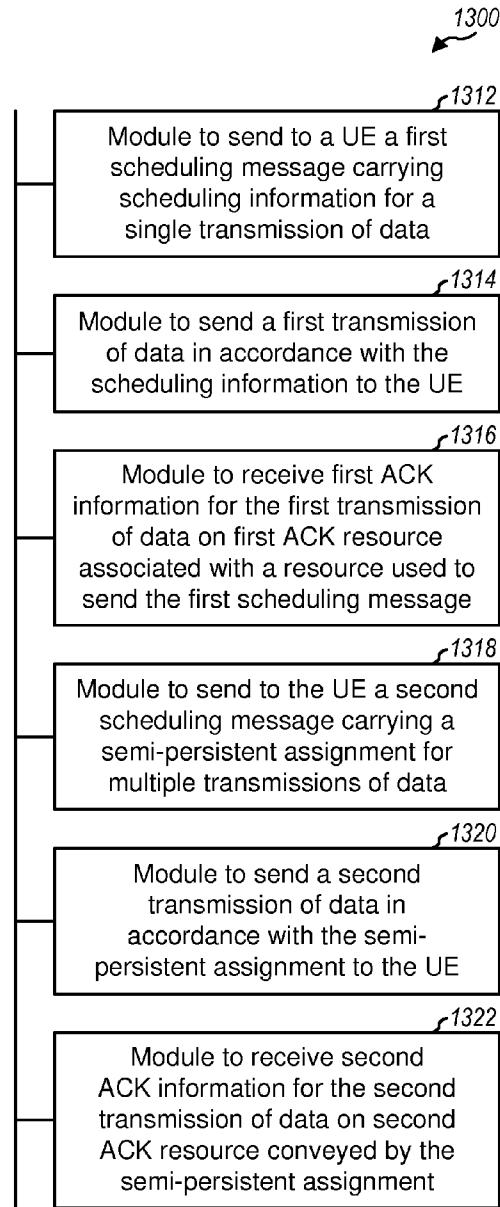 1300
1312
Module to send to a UE a first
scheduling message carrying
scheduling information for a
single transmission of data
1314
Module to send a first transmission
of data in accordance with the
scheduling information to the UE
1316
Module to receive first ACK
information for the first transmission
of data on first ACK resource
associated with a resource used to
send the first scheduling message
1318
Module to send to the UE a second
scheduling message carrying a
semi-persistent assignment for
multiple transmissions of data
1320
Module to send a second
transmission of data in
accordance with the semi-
persistent assignment to the UE
1322
Module to receive second
ACK information for the second
transmission of data on second
ACK resource conveyed by the
semi-persistent assignment